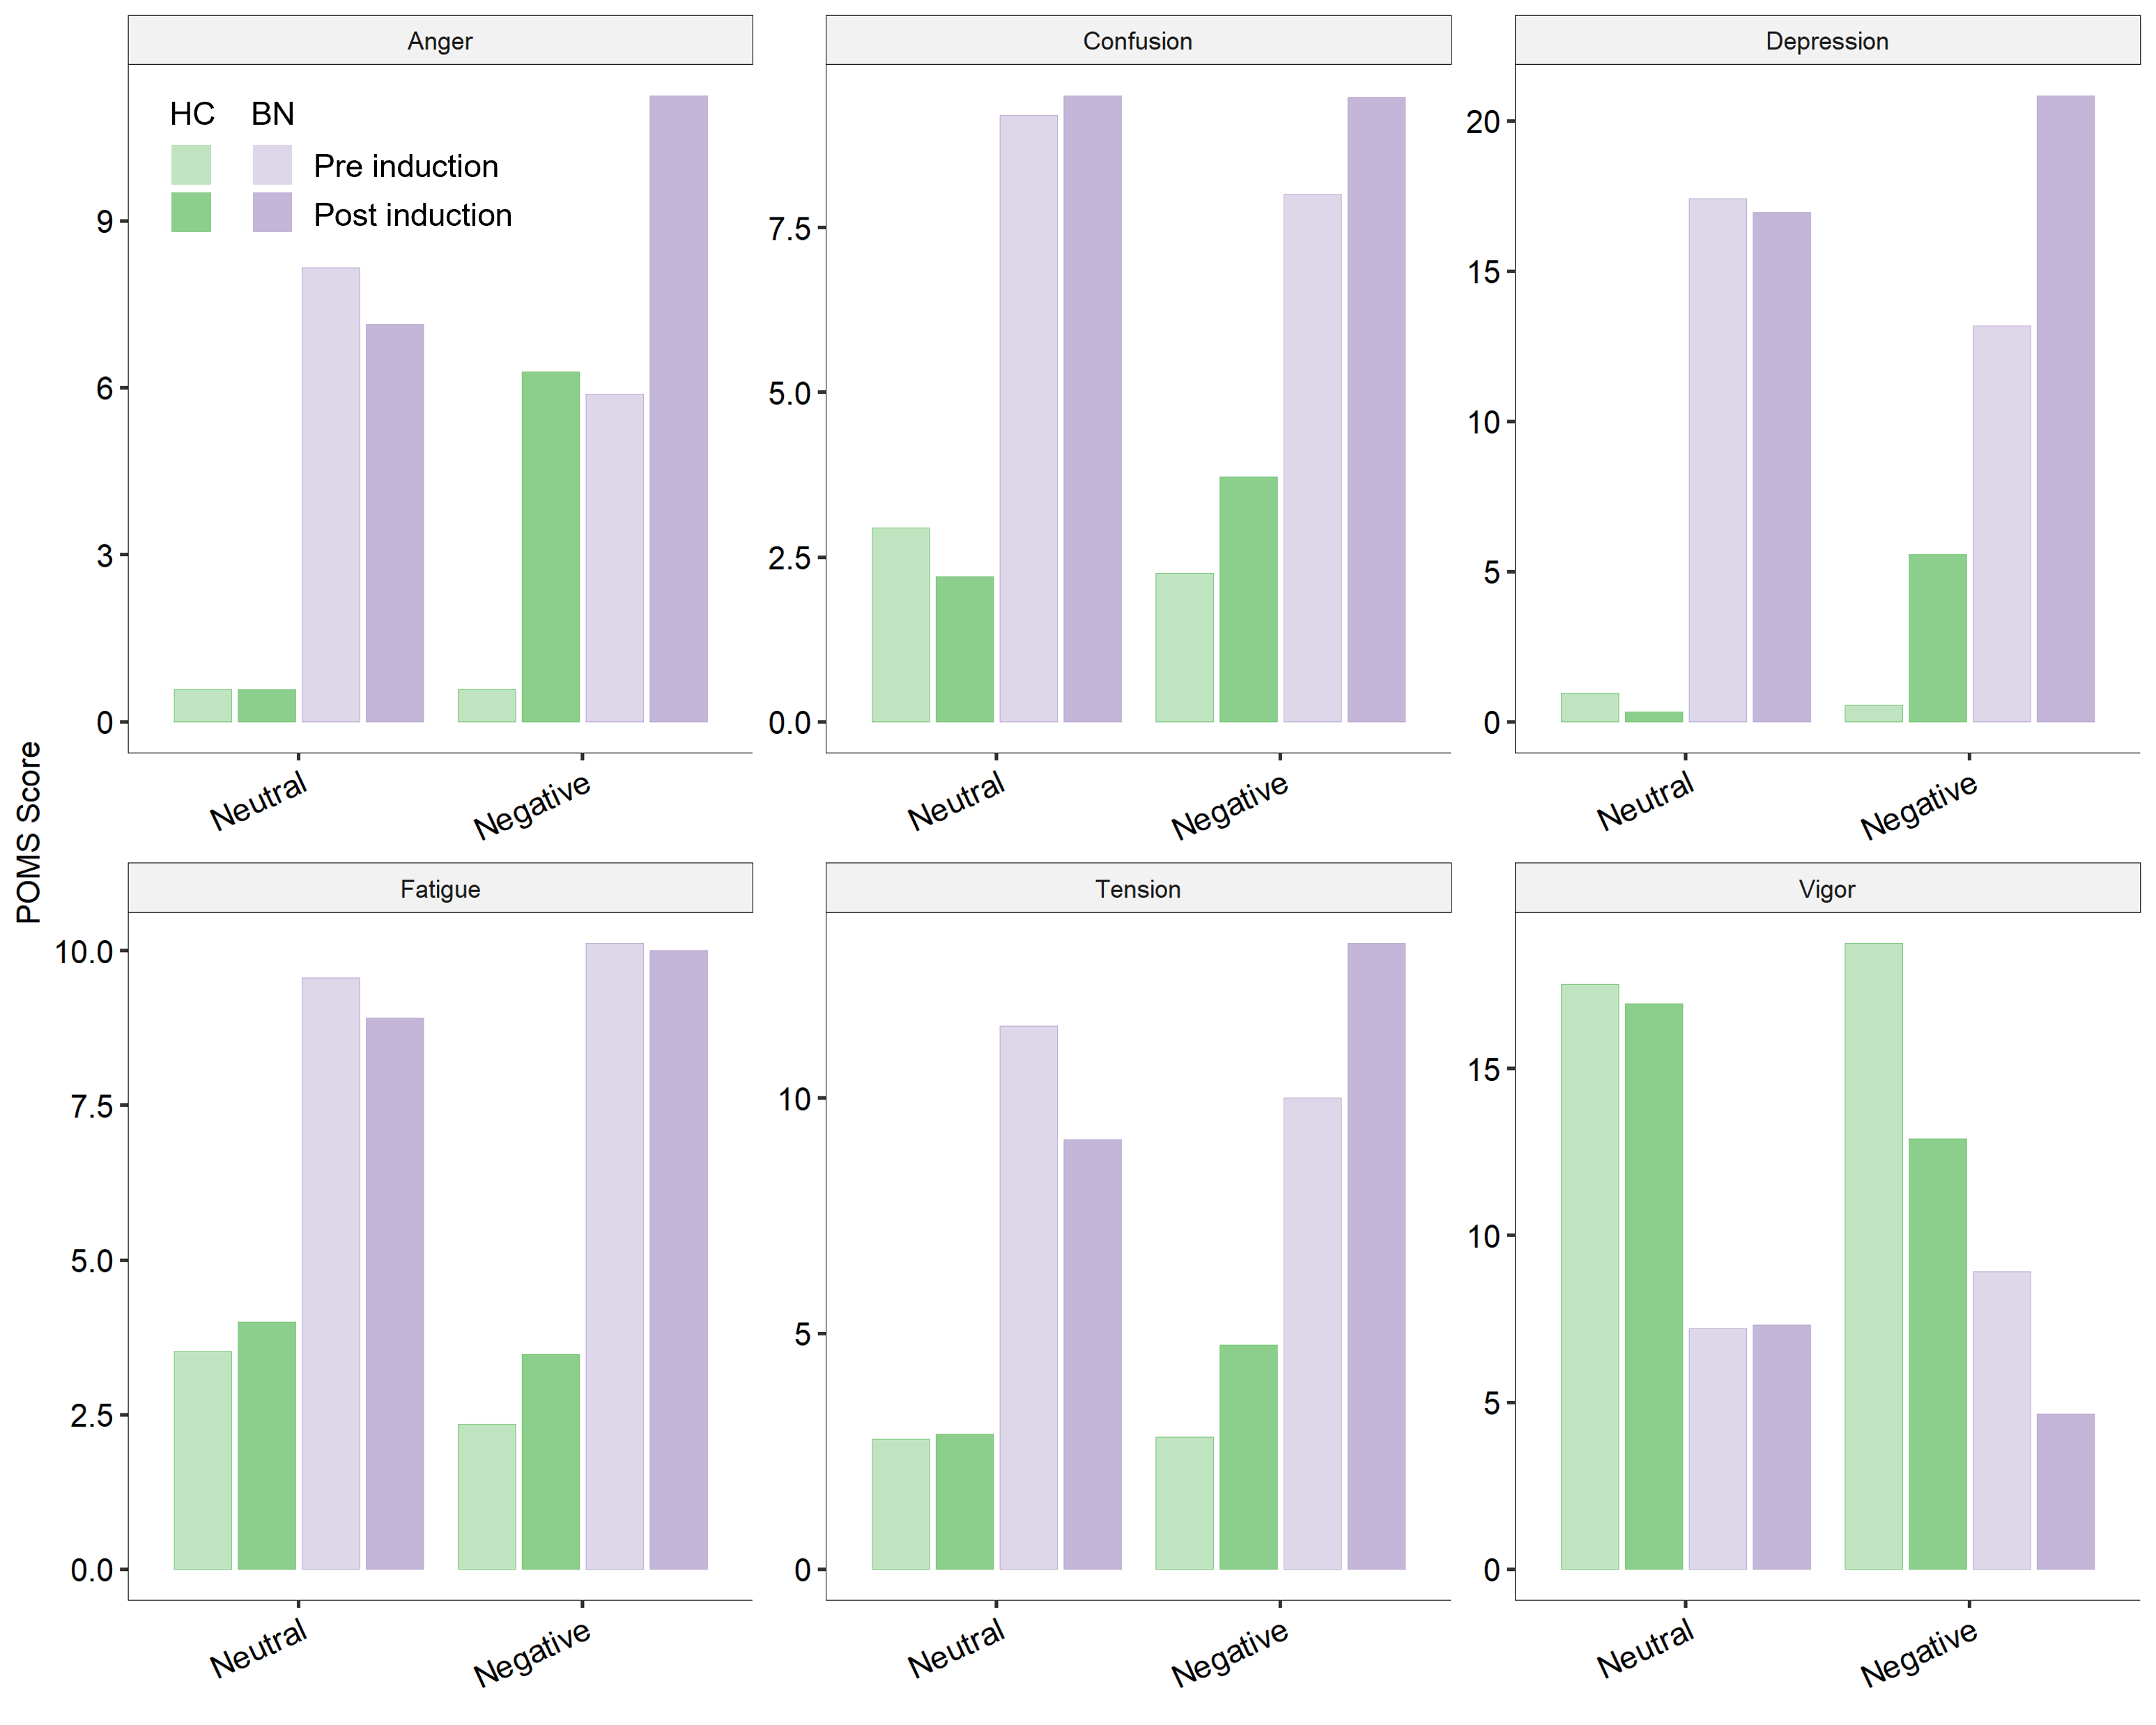 Anger
Confusion
Depression
HC BN
Pre induction
Post induction
9
6
3
0
7.5
5.0
2.5
0.0
20
15
10
5
0
Neutral
Negative
Neutral
Negative
Neutral
Negative
POMS Score
Fatigue
Tension
Vigor
10.0
7.5
5.0
2.5
0.0
10
5
0
15
10
5
0
Neutral
Negative
Neutral
Negative
Neutral
Negative